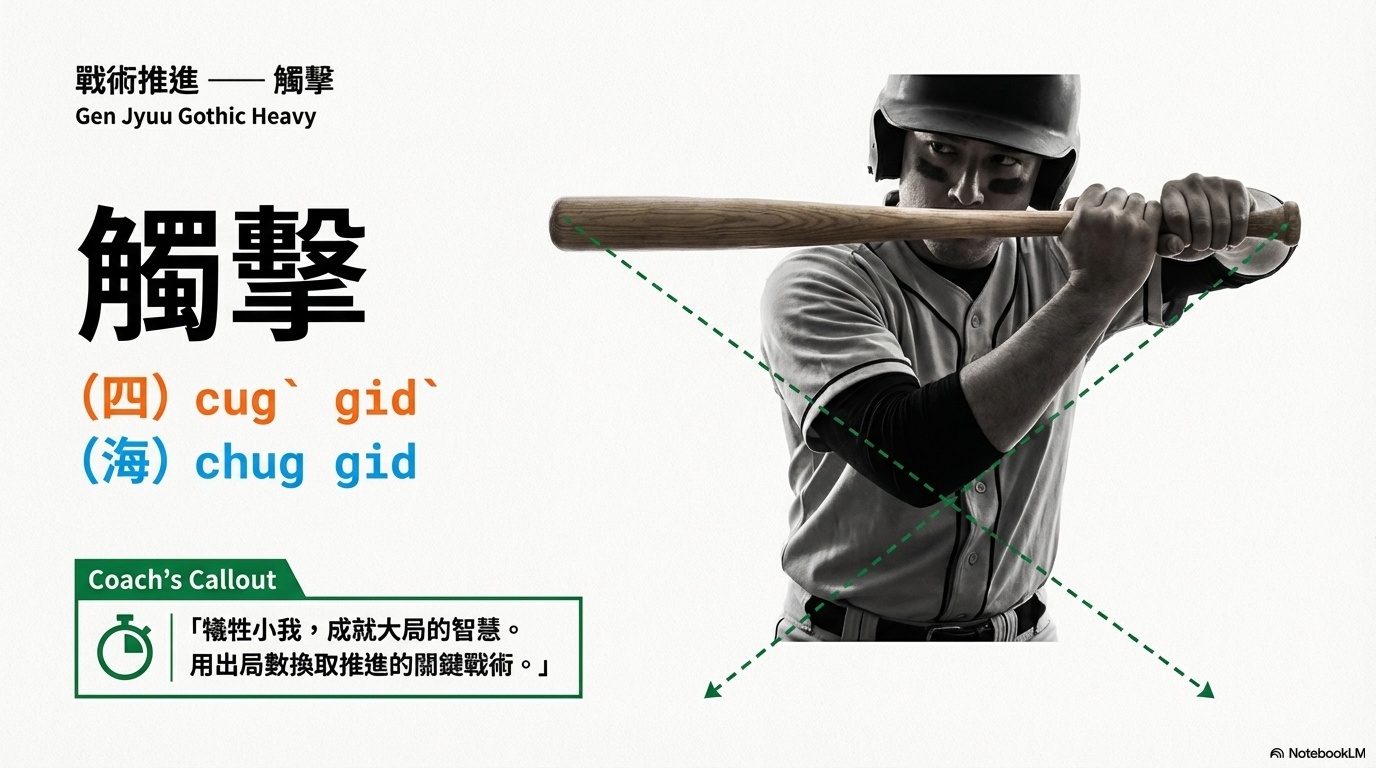 戰術推進 —— 觸擊
Gen Jyuu Gothic Heavy
觸擊
(四) cugˋ gidˋ
(海) chug gid
Coach's Callout
「犧牲小我，成就大局的智慧。
用出局數換取推進的關鍵戰術。」
NotebookLM